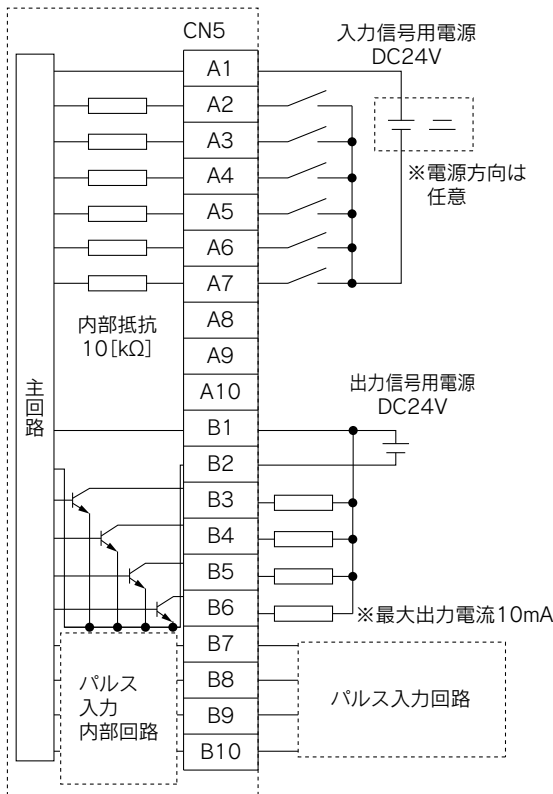 CN5
入力信号用電源
DC24V
A1
A2
A3
A4
A5
A6
A7
A8
A9
A10
B1
B2
B3
B4
B5
B6
B7
B8
B9
B10
※電源方向は
任意
内部抵抗
10[kΩ]
主回路
出力信号用電源
DC24V
※最大出力電流10mA
パルス
入力
内部回路
パルス入力回路